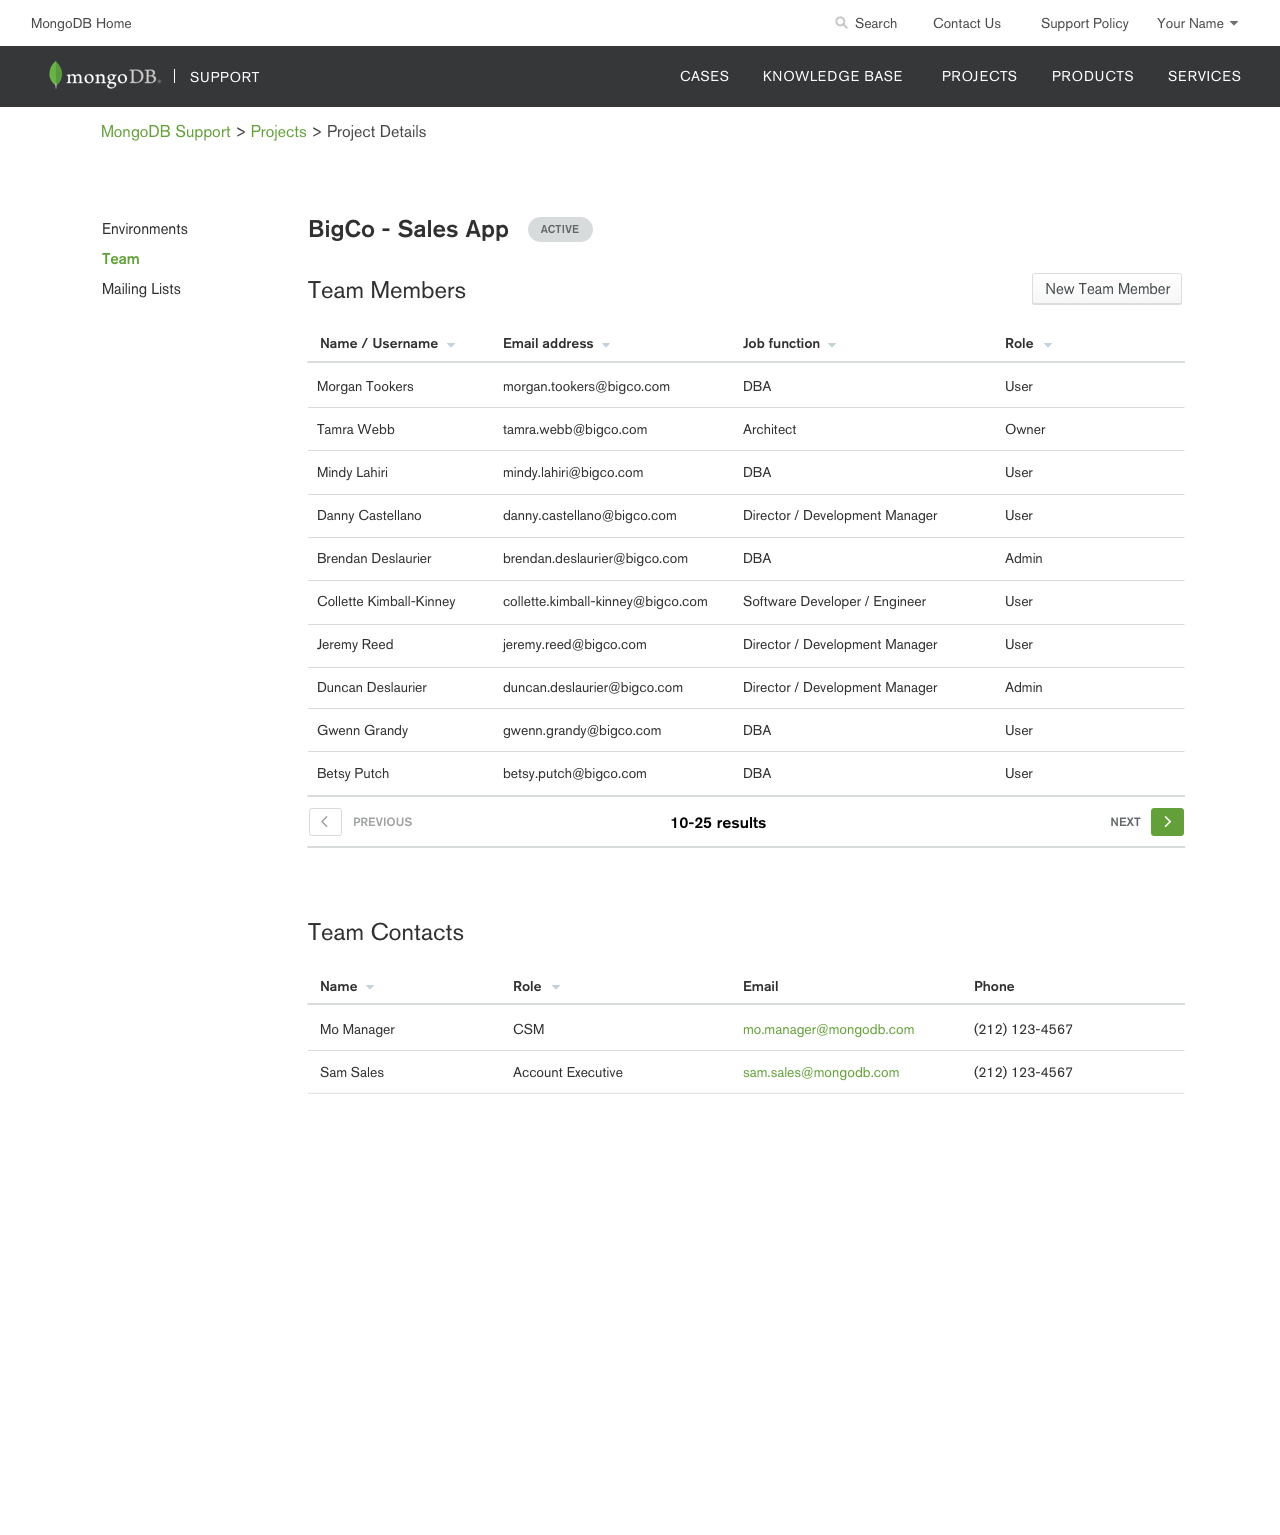 MongoDB Home Search Contact Us Support Policy Your Name
mongoDB. SUPPORT CASES KNOWLEDGE BASE PROJECTS PRODUCTS SERVICES
MongoDB Support > Projects > Project Details
Environments
Team
Mailing Lists
BigCo - Sales App ACTIVE
Team Members New Team Member
Name / Username Email address Job function Role
Morgan Tookers morgan.tookers@bigco.com DBA User
Tamra Webb tamra.webb@bigco.com Architect Owner
Mindy Lahiri mindy.lahiri@bigco.com DBA User
Danny Castellano danny.castellano@bigco.com Director / Development Manager User
Brendan Deslaurier brendan.deslaurier@bigco.com DBA Admin
Collette Kimball-Kinney collette.kimball-kinney@bigco.com Software Developer / Engineer User
Jeremy Reed jeremy.reed@bigco.com Director / Development Manager User
Duncan Deslaurier duncan.deslaurier@bigco.com Director / Development Manager Admin
Gwenn Grandy gwenn.grandy@bigco.com DBA User
Betsy Putch betsy.putch@bigco.com DBA User
PREVIOUS 10-25 results NEXT
Team Contacts
Name Role Email Phone
Mo Manager CSM mo.manager@mongodb.com (212) 123-4567
Sam Sales Account Executive sam.sales@mongodb.com (212) 123-4567